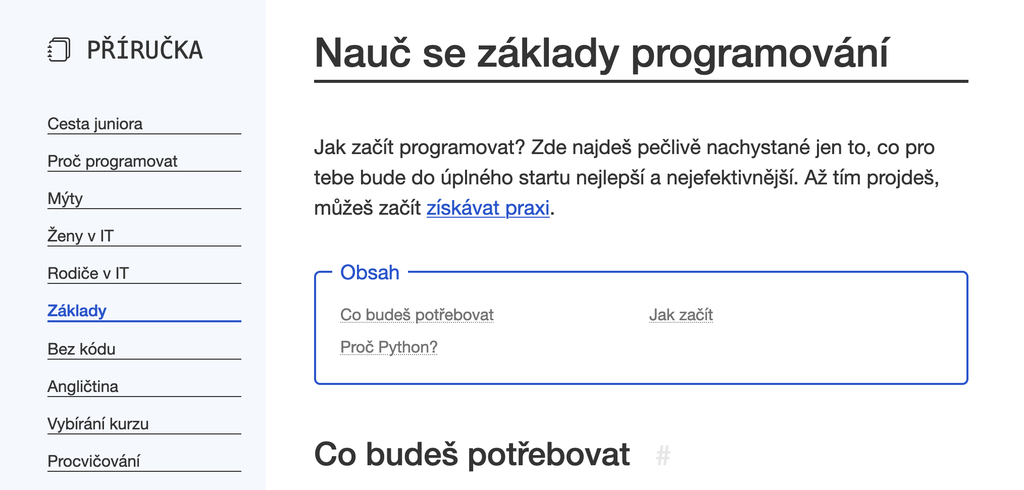 PŘÍRUČKA
Cesta juniora
Proč programovat
Mýty
Ženy v IT
Rodiče v IT
Základy
Bez kódu
Angličtina
Vybírání kurzu
Procvičování
Nauč se základy programování
Jak začít programovat? Zde najdeš pečlivě nachystané jen to, co pro
tebe bude do úplného startu nejlepší a nejefektivnější. Až tím projdeš,
můžeš začít získávat praxi.
Obsah
Co budeš potřebovat
Jak začít
Proč Python?
Co budeš potřebovat #